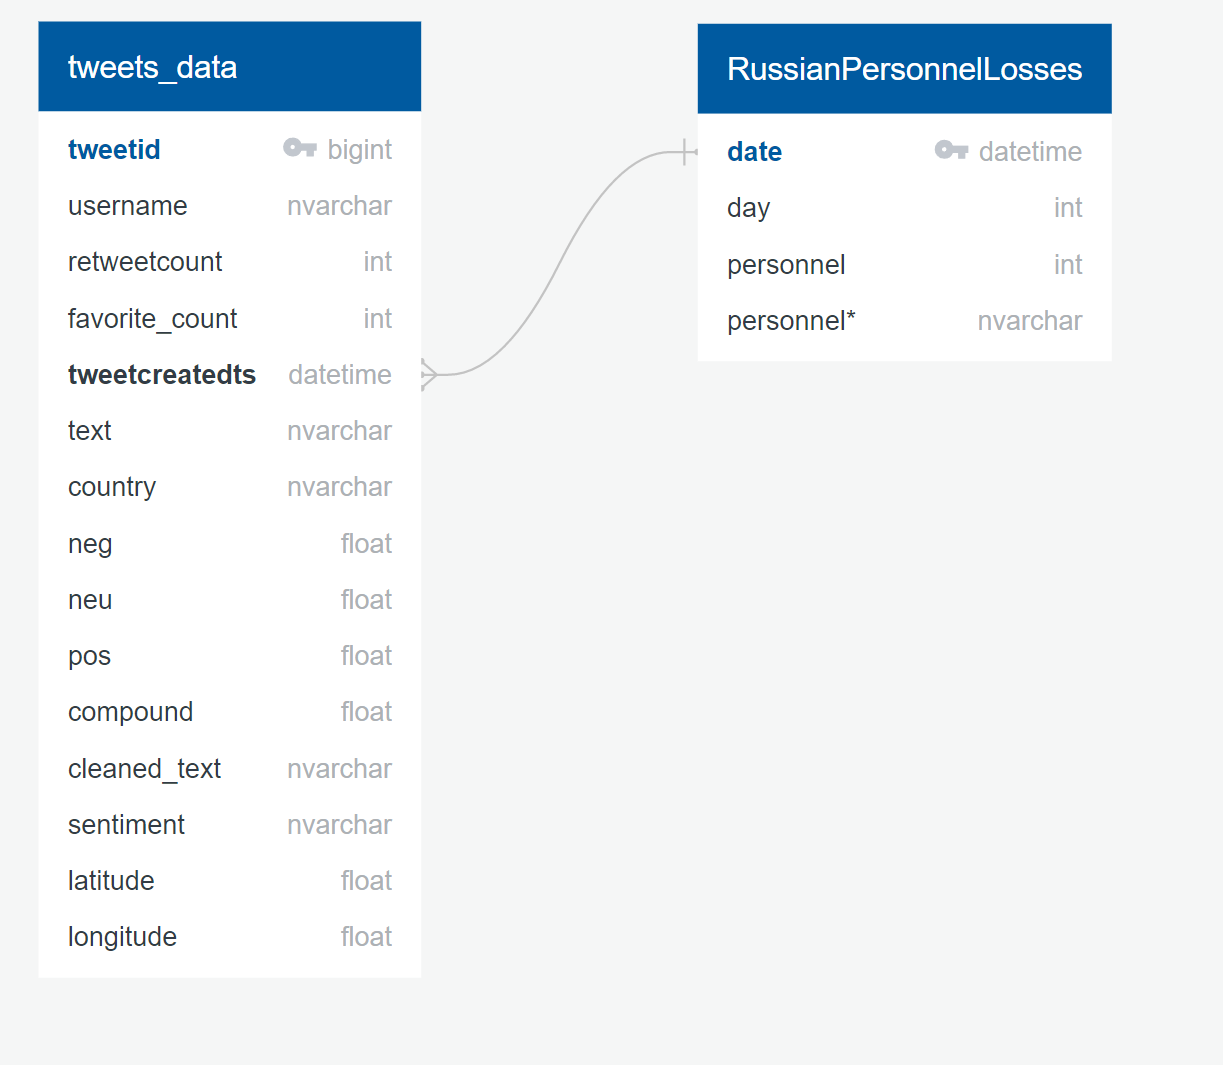 tweets_data
tweetid bigint
username nvarchar
retweetcount int
favorite_count int
tweetcreatedts datetime
text nvarchar
country nvarchar
neg float
neu float
pos float
compound float
cleaned_text nvarchar
sentiment nvarchar
latitude float
longitude float
RussianPersonnelLosses
date datetime
day int
personnel int
personnel* nvarchar